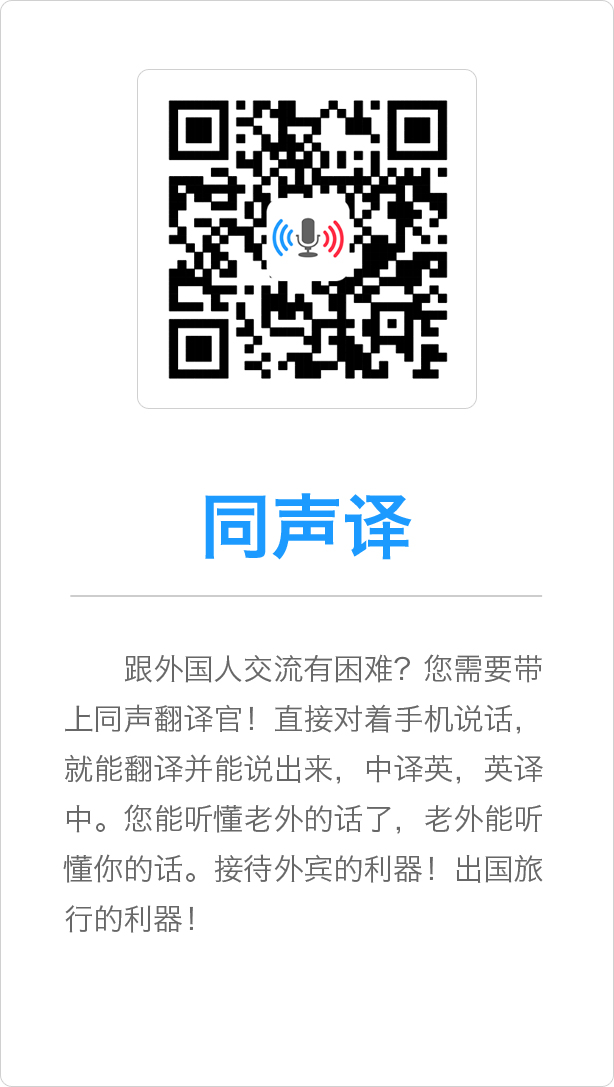 同声译
跟外国人交流有困难？您需要带
上同声翻译官！直接对着手机说话，
就能翻译并能说出来，中译英，英译
中。您能听懂老外的话了，老外能听
懂你的话。接待外宾的利器！出国旅
行的利器！